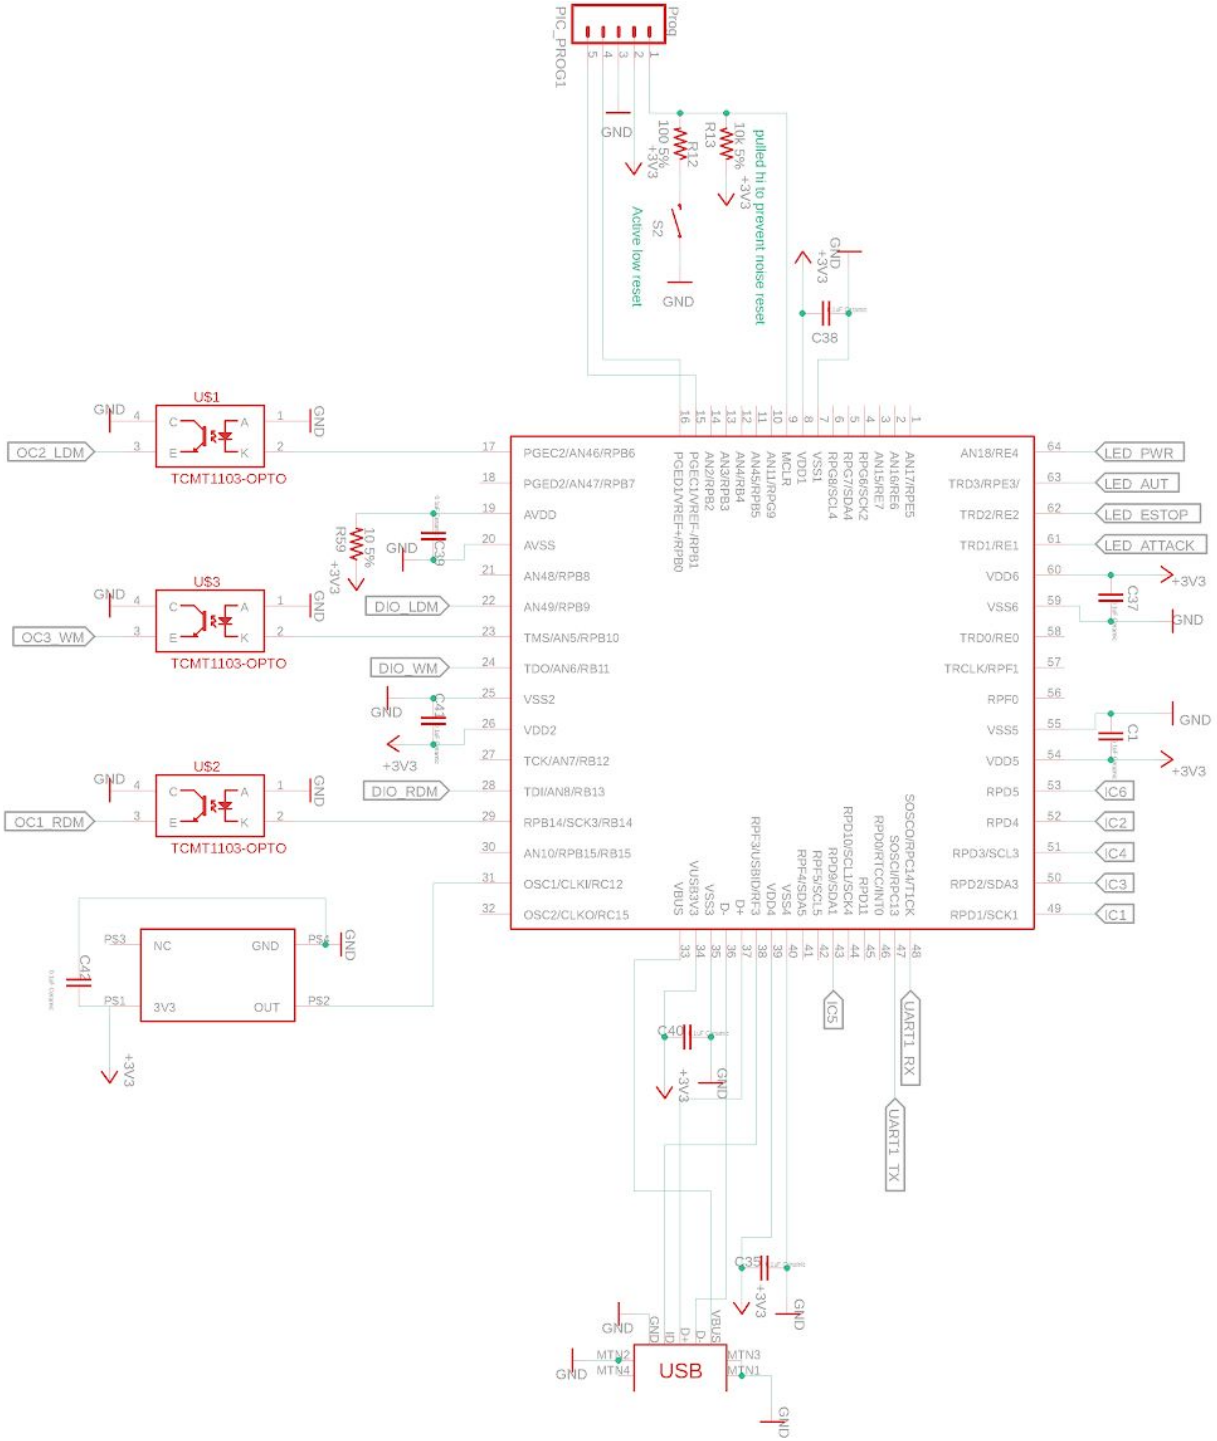 PIC_PROG1
Prog
5
4
3
2
1
GND
+3V3
100 5%
R12
R13
10k 5%
+3V3
pulled hi to prevent noise reset
Active low reset
S2
GND
GND
+3V3
C38
U$1
GND
4
C
A
1
GND
OC2_LDM
3
E
K
2
TCMT1103-OPTO
U$3
GND
4
C
A
1
GND
OC3_WM
3
E
K
2
TCMT1103-OPTO
U$2
GND
4
C
A
1
GND
OC1_RDM
3
E
K
2
TCMT1103-OPTO
R59
10 5%
+3V3
GND
C39
DIO_LDM
DIO_WM
GND
C41
+3V3
DIO_RDM
16
15
14
13
12
11
10
9
8
7
6
5
4
3
2
1
PGED1/VREF+/RPB0
PGEC1/VREF-/RPB1
AN2/RPB2
AN3/RPB3
AN4/RB4
AN45/RPB5
AN11/RPG9
MCLR
VDD1
VSS1
RPG8/SCL4
RPG7/SDA4
RPG6/SCK2
AN15/RE7
AN16/RE6
AN17/RPE5
17 PGEC2/AN46/RPB6
18 PGED2/AN47/RPB7
19 AVDD
20 AVSS
21 AN48/RPB8
22 AN49/RPB9
23 TMS/AN5/RPB10
24 TDO/AN6/RB11
25 VSS2
26 VDD2
27 TCK/AN7/RB12
28 TDI/AN8/RB13
29 RPB14/SCK3/RB14
30 AN10/RPB15/RB15
31 OSC1/CLKI/RC12
32 OSC2/CLKO/RC15
AN18/RE4 64 LED_PWR
TRD3/RPE3/ 63 LED_AUT
TRD2/RE2 62 LED_ESTOP
TRD1/RE1 61 LED_ATTACK
VDD6 60 +3V3
C37
VSS6 59 GND
TRD0/RE0 58
TRCLK/RPF1 57
RPF0 56
VSS5 55 GND
C1
VDD5 54 +3V3
RPD5 53 IC6
RPD4 52 IC2
RPD3/SCL3 51 IC4
RPD2/SDA3 50 IC3
RPD1/SCK1 49 IC1
VBUS
VUSB3V3
VSS3
D-
D+
RPF3/USBID/RF3
VDD4
VSS4
RPF4/SDA5
RPF5/SCL5
RPD9/SDA1
RPD10/SCL1/SCK4
RPD11
RPD0/RTCC/INT0
SOSCI/RPC13
SOSCO/RPC14/T1CK
33
34
35
36
37
38
39
40
41
42
43
44
45
46
47
48
PS3
NC
GND
GND
C42
PS1
3V3
OUT
PS2
+3V3
IC5
UART1_RX
UART1_TX
C40
+3V3
GND
C35
+3V3
GND
GND
GND
ID
D+
D-
VBUS
MTN2
MTN4
GND
USB
MTN3
MTN1
GND